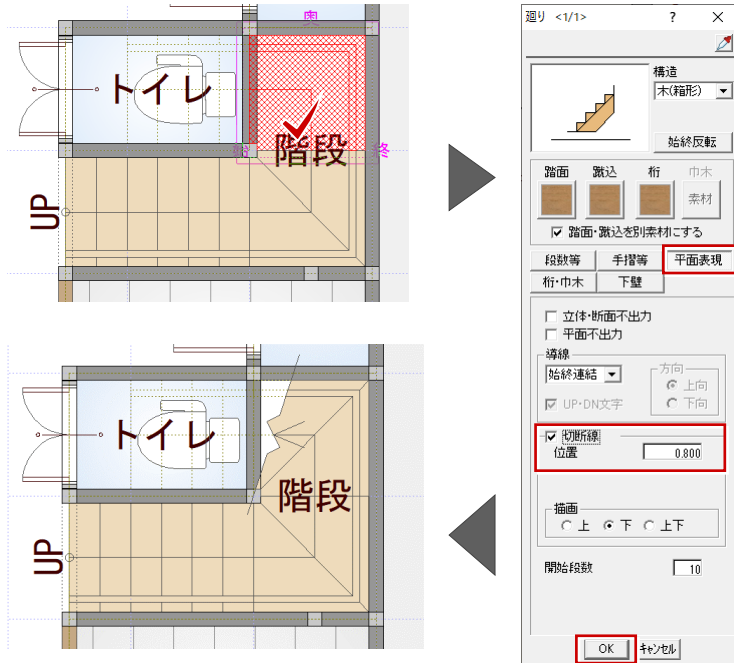 奥
トイレ
階段
始
終
UP
トイレ
階段
UP
廻り <1/1>
? ×
構造
木(箱形)
始終反転
踏面 蹴込 桁 巾木
素材
踏面・蹴込を別素材にする
段数等 手摺等 平面表現
桁・巾木 下壁
立体・断面不出力
平面不出力
導線
始終連結
方向
上向
UP・DN文字
下向
切断線
位置 0.800
描画
上 下 上下
開始段数 10
OK キャンセル